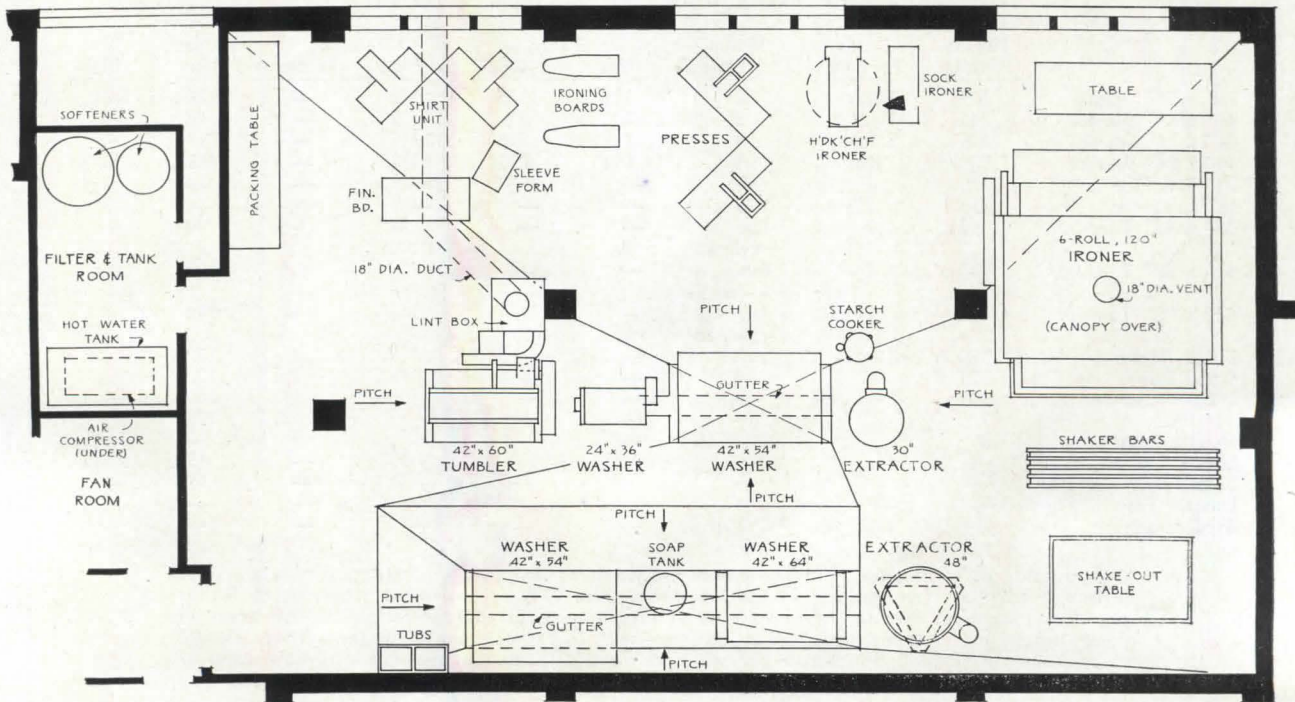 SOFTENERS
PACKING TABLE
FILTER & TANK
ROOM
HOT WATER
TANK
AIR
COMPRESSOR
(UNDER)
FAN
ROOM
SHIRT
UNIT
IRONING
BOARDS
SLEEVE
FORM
FIN.
BD.
18" DIA. DUCT
LINT BOX
PRESSES
H'DK'CH'F
IRONER
SOCK
IRONER
TABLE
6-ROLL, 120"
IRONER
18" DIA. VENT
(CANOPY OVER)
PITCH
STARCH
COOKER
GUTTER
PITCH
PITCH
42" x 60"
TUMBLER
24" x 36"
WASHER
42" x 54"
WASHER
30"
EXTRACTOR
SHAKER BARS
PITCH
PITCH
WASHER
42" x 54"
SOAP
TANK
WASHER
42" x 64"
EXTRACTOR
48"
SHAKE-OUT
TABLE
PITCH
GUTTER
TUBS
PITCH